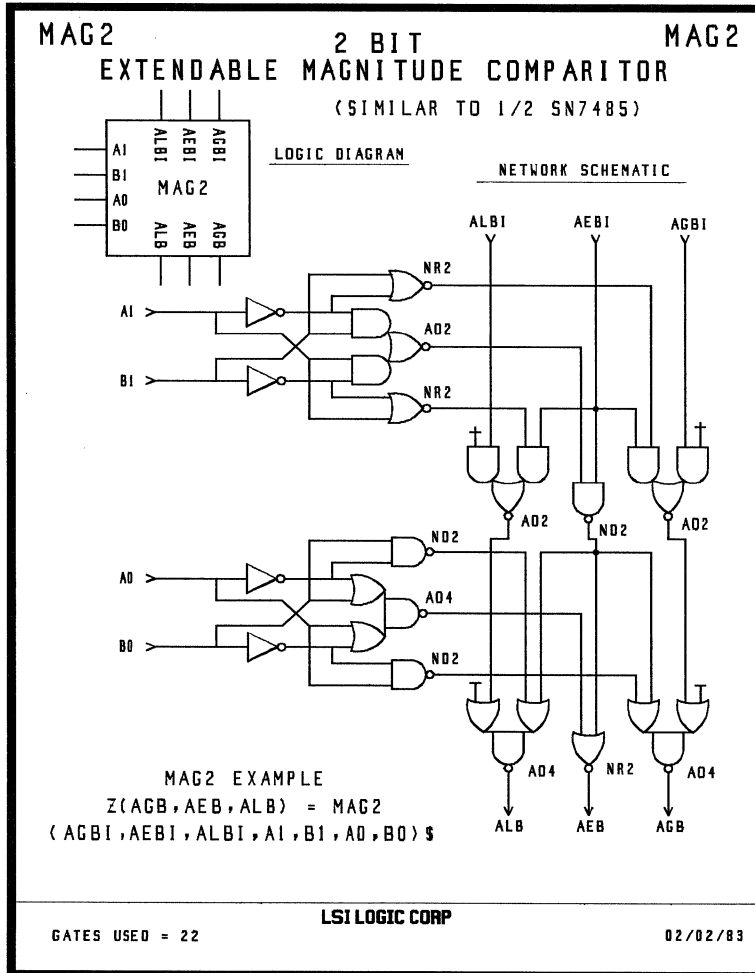 MAG2
2 BIT
MAG2
EXTENDABLE MAGNITUDE COMPARITOR
(SIMILAR TO 1/2 SN7485)
ALBI
AEBI
AGBI
A1
B1
A0
B0
MAG2
ALB
AEB
AGB
LOGIC DIAGRAM
NETWORK SCHEMATIC
ALBI
AEBI
AGBI
NR2
A1
AO2
B1
NR2
AO2
ND2
AO2
ND2
A0
AO4
B0
ND2
AO4
NR2
AO4
ALB
AEB
AGB
MAG2 EXAMPLE
Z(AGB,AEB,ALB) = MAG2
(AGBI,AEBI,ALBI,A1,B1,A0,B0)$
LSI LOGIC CORP
GATES USED = 22
02/02/83